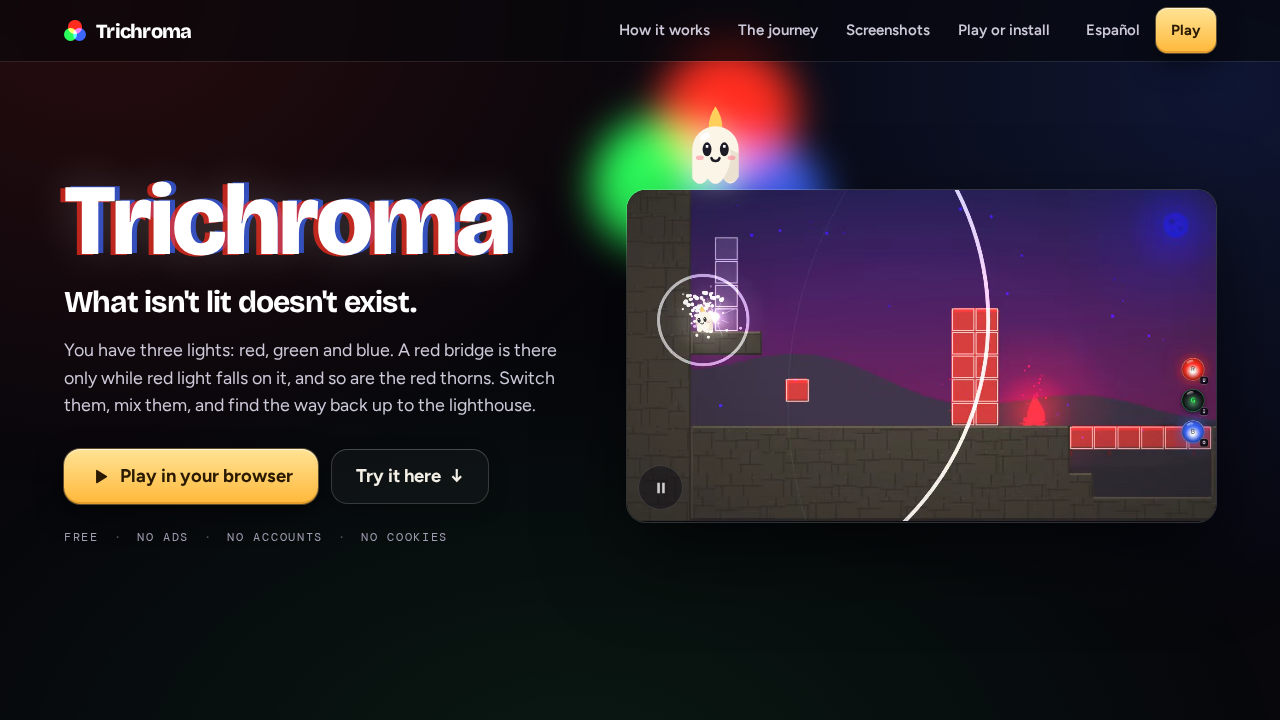 Trichroma
How it works
The journey
Screenshots
Play or install
Español
Play
Trichroma
What isn't lit doesn't exist.
You have three lights: red, green and blue. A red bridge is there
only while red light falls on it, and so are the red thorns. Switch
them, mix them, and find the way back up to the lighthouse.
Play in your browser
Try it here ↓
FREE · NO ADS · NO ACCOUNTS · NO COOKIES